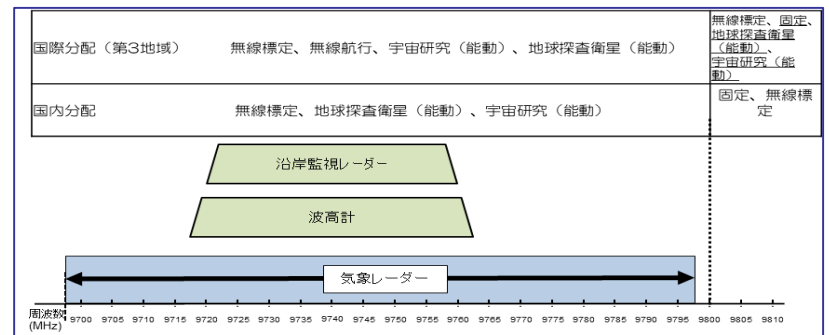 国際分配（第3地域）
無線標定、無線航行、宇宙研究（能動）、地球探査衛星（能動）
無線標定、固定、
地球探査衛星
（能動）、
宇宙研究（能
動）
国内分配
無線標定、地球探査衛星（能動）、宇宙研究（能動）
固定、無線標
定
沿岸監視レーダー
波高計
気象レーダー
周波数
(MHz)
9700 9705 9710 9715 9720 9725 9730 9735 9740 9745 9750 9755 9760 9765 9770 9775 9780 9785 9790 9795 9800 9805 9810